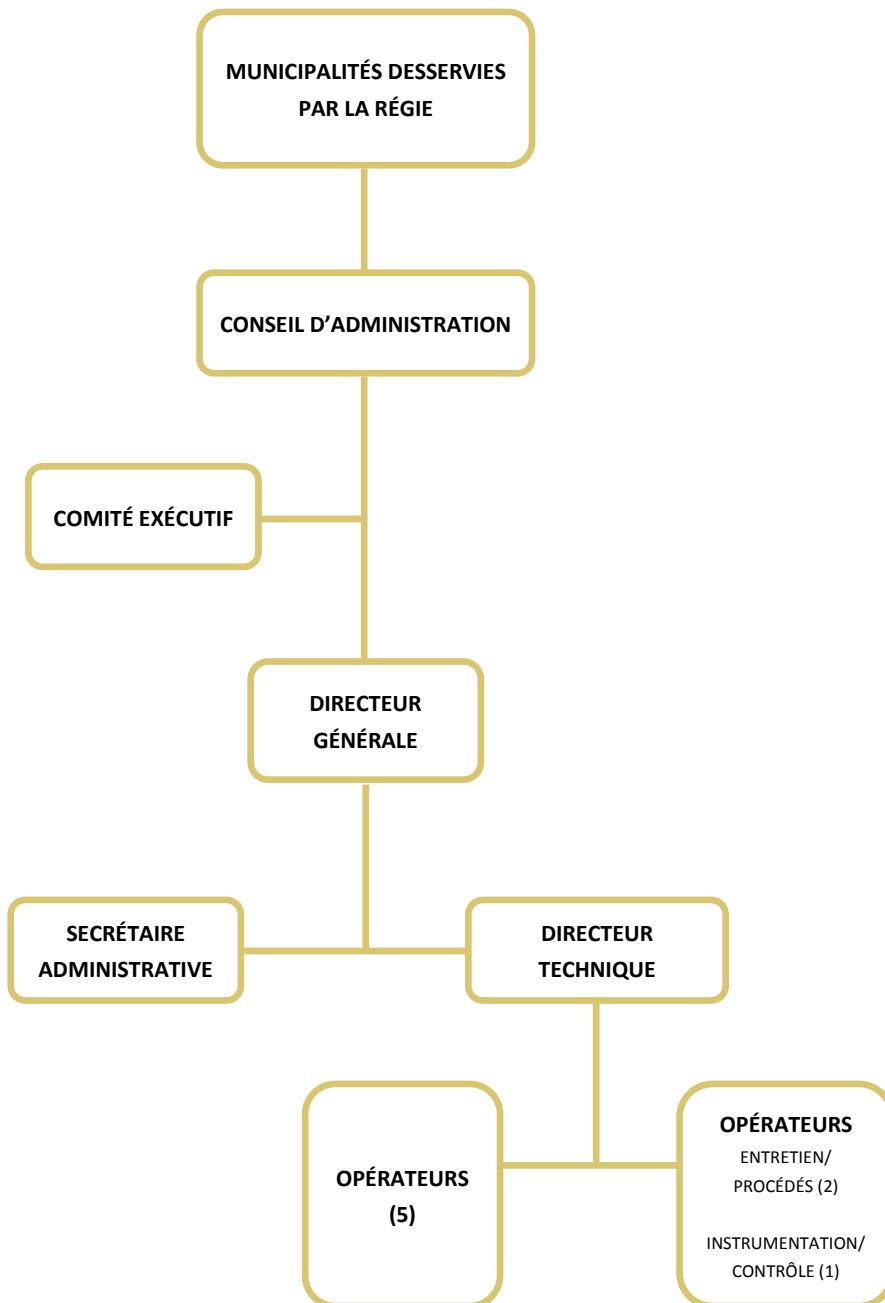 MUNICIPALITÉS DESSERVIES
PAR LA RÉGIE
CONSEIL D’ADMINISTRATION
COMITÉ EXÉCUTIF
DIRECTEUR
GÉNÉRALE
SECRÉTAIRE
ADMINISTRATIVE
DIRECTEUR
TECHNIQUE
OPÉRATEURS
(5)
OPÉRATEURS
ENTRETIEN/
PROCÉDÉS (2)
INSTRUMENTATION/
CONTRÔLE (1)